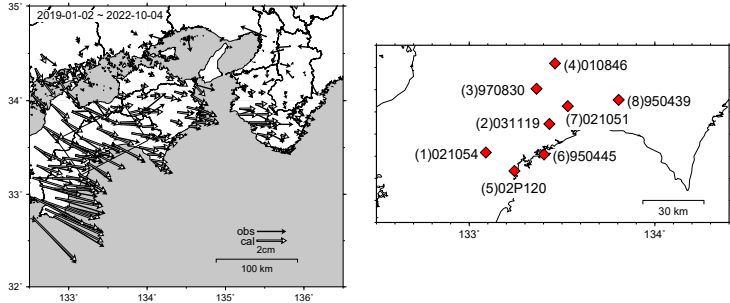 2019-01-02 ~ 2022-10-04
35˚
34˚
33˚
32˚
133˚
134˚
135˚
136˚
obs
cal
2cm
100 km
(4)010846
(3)970830
(8)950439
(7)021051
(2)031119
(1)021054
(6)950445
(5)02P120
30 km
133˚
134˚